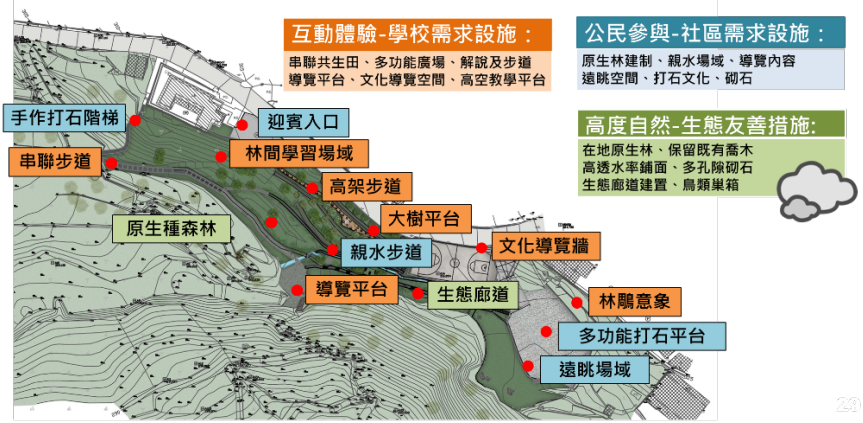 互動體驗-學校需求設施：
串聯共生田、多功能廣場、解說及步道
導覽平台、文化導覽空間、高空教學平台
公民參與-社區需求設施：
原生林建制、親水場域、導覽內容
遠眺空間、打石文化、砌石
高度自然-生態友善措施:
在地原生林、保留既有喬木
高透水率鋪面、多孔隙砌石
生態廊道建置、鳥類巢箱
手作打石階梯
迎賓入口
串聯步道
林間學習場域
高架步道
大樹平台
原生種森林
親水步道
文化導覽牆
導覽平台
生態廊道
林鵰意象
多功能打石平台
遠眺場域
29